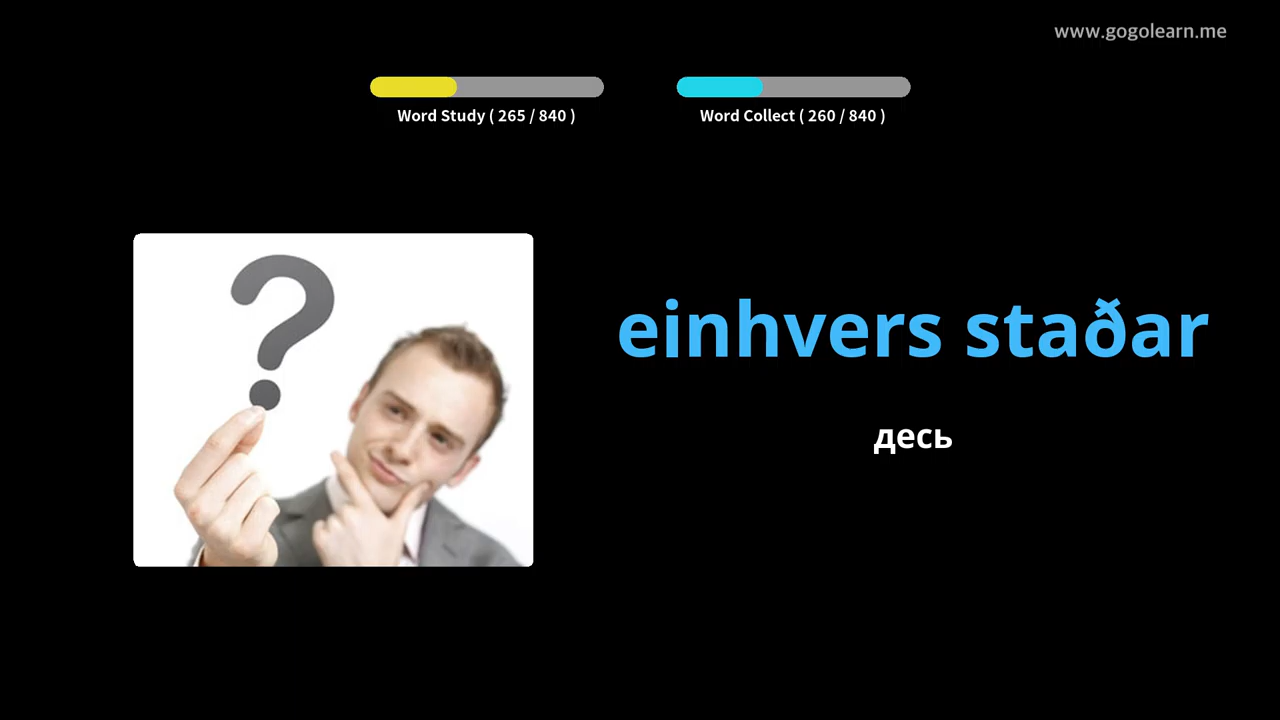 www.gogolearn.me
Word Study ( 265 / 840 )
Word Collect ( 260 / 840 )
einhvers staðar
десь